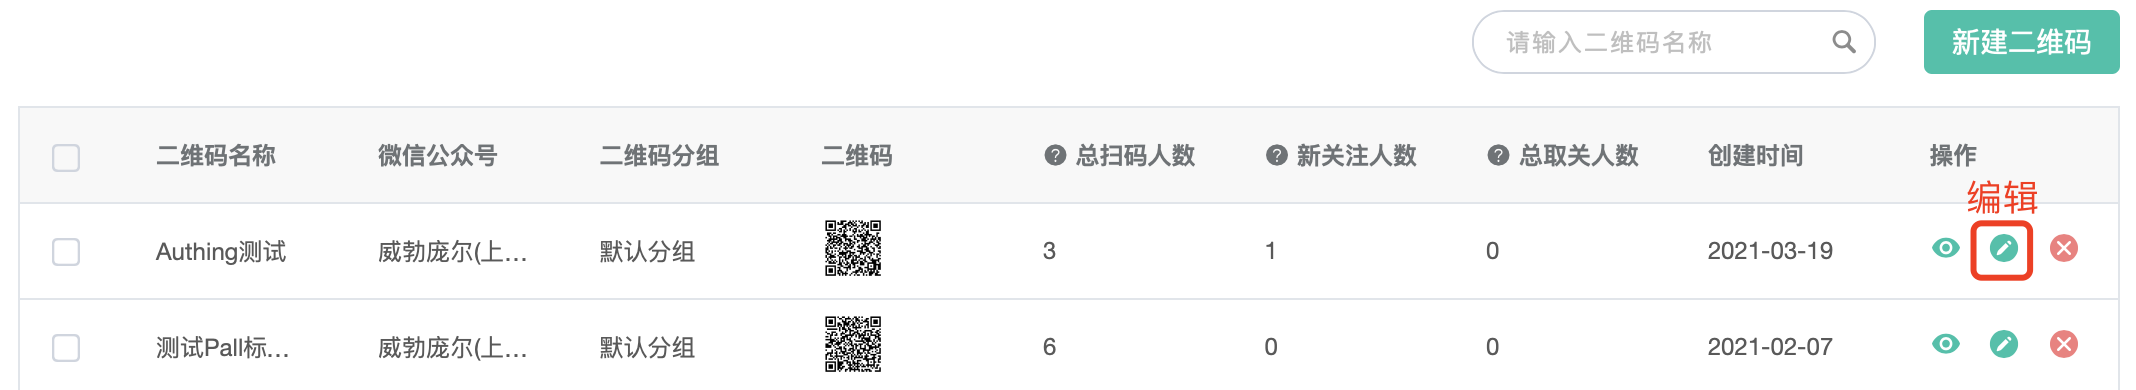 请输入二维码名称 新建二维码
二维码名称 微信公众号 二维码分组 二维码 总扫码人数 新关注人数 总取关人数 创建时间 操作
编辑
Authing测试 威勃庞尔(上... 默认分组 3 1 0 2021-03-19
测试Pall标... 威勃庞尔(上... 默认分组 6 0 0 2021-02-07